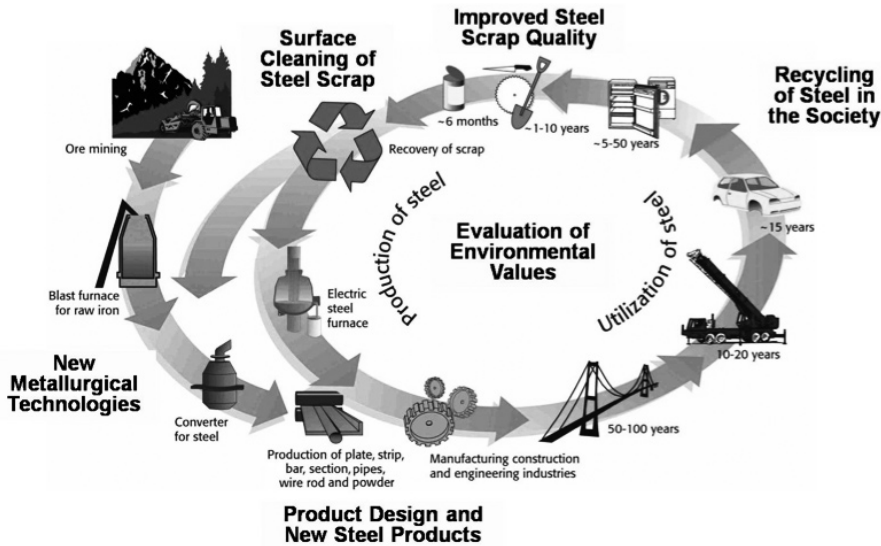 Improved Steel
Scrap Quality
Surface
Cleaning of
Steel Scrap
Recycling
of Steel in
the Society
Ore mining
~6 months
~1-10 years
~5-50 years
Recovery of scrap
~15 years
Production of steel
Evaluation of
Environmental
Values
Utilization of steel
Blast furnace
for raw iron
Electric
steel
furnace
10-20 years
New
Metallurgical
Technologies
Converter
for steel
50-100 years
Production of plate, strip,
bar, section, pipes,
wire rod and powder
Manufacturing construction
and engineering industries
Product Design and
New Steel Products